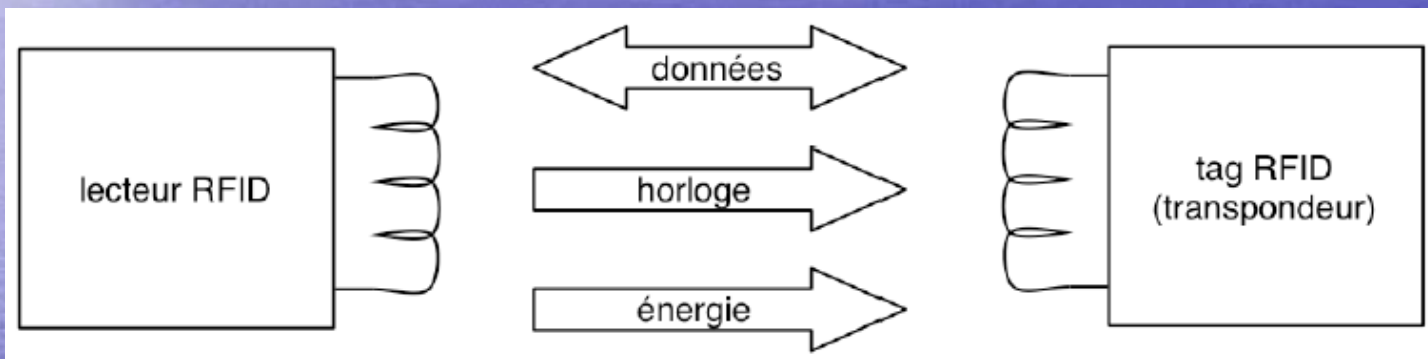 lecteur RFID
données
horloge
énergie
tag RFID
(transpondeur)